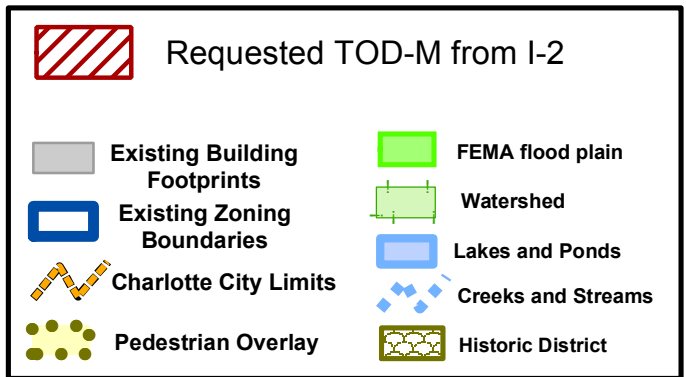 Requested TOD-M from I-2
Existing Building
Footprints
Existing Zoning
Boundaries
Charlotte City Limits
Pedestrian Overlay
FEMA flood plain
Watershed
Lakes and Ponds
Creeks and Streams
Historic District